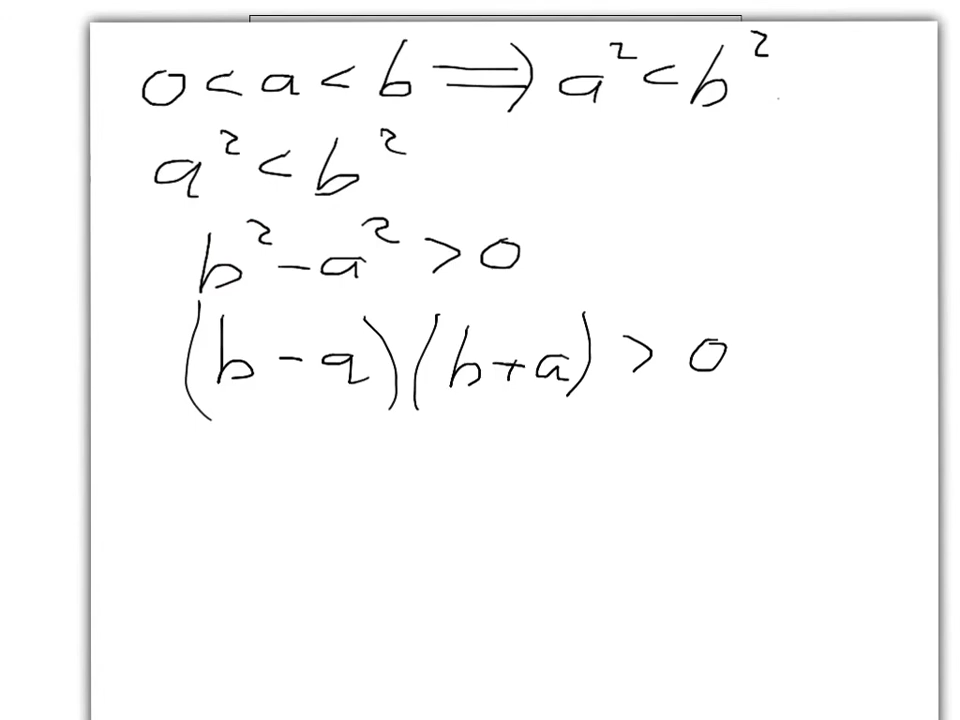 0 < a < b ⟹ a² < b²
a² < b²
b² - a² > 0
(b - a)(b + a) > 0